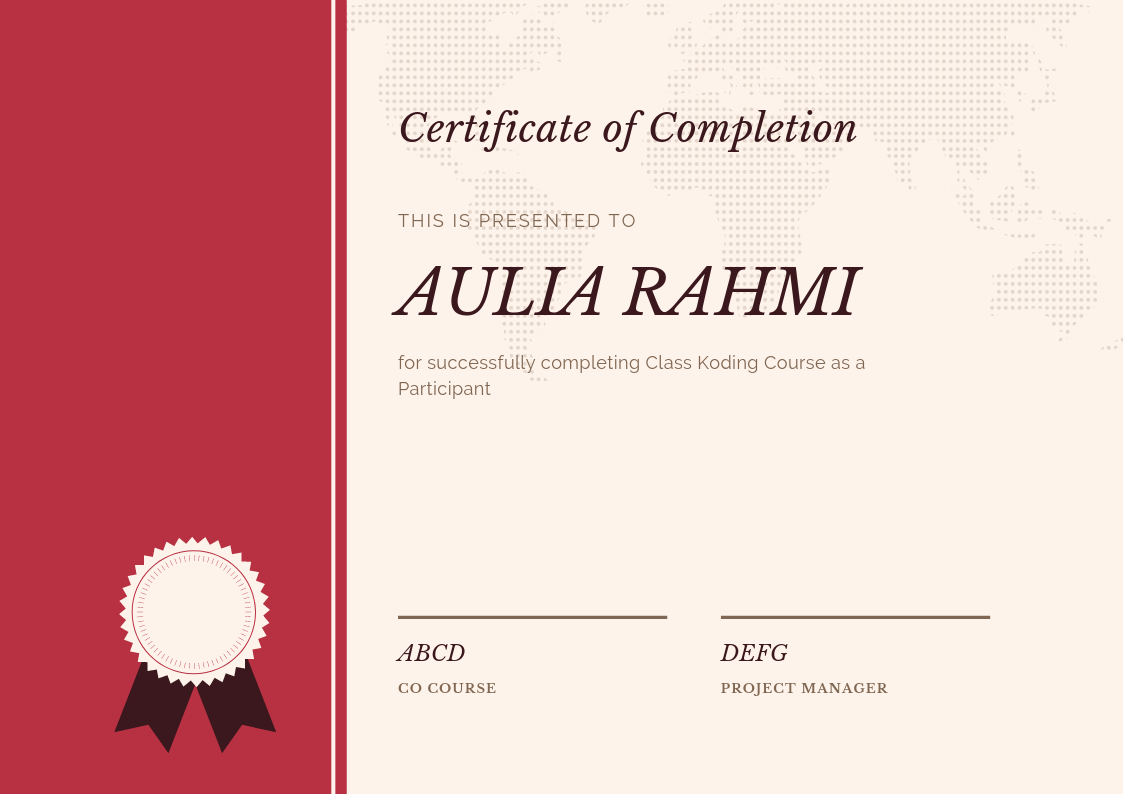 Certificate of Completion
THIS IS PRESENTED TO
AULIA RAHMI
for successfully completing Class Koding Course as a
Participant
ABCD
CO COURSE
DEFG
PROJECT MANAGER